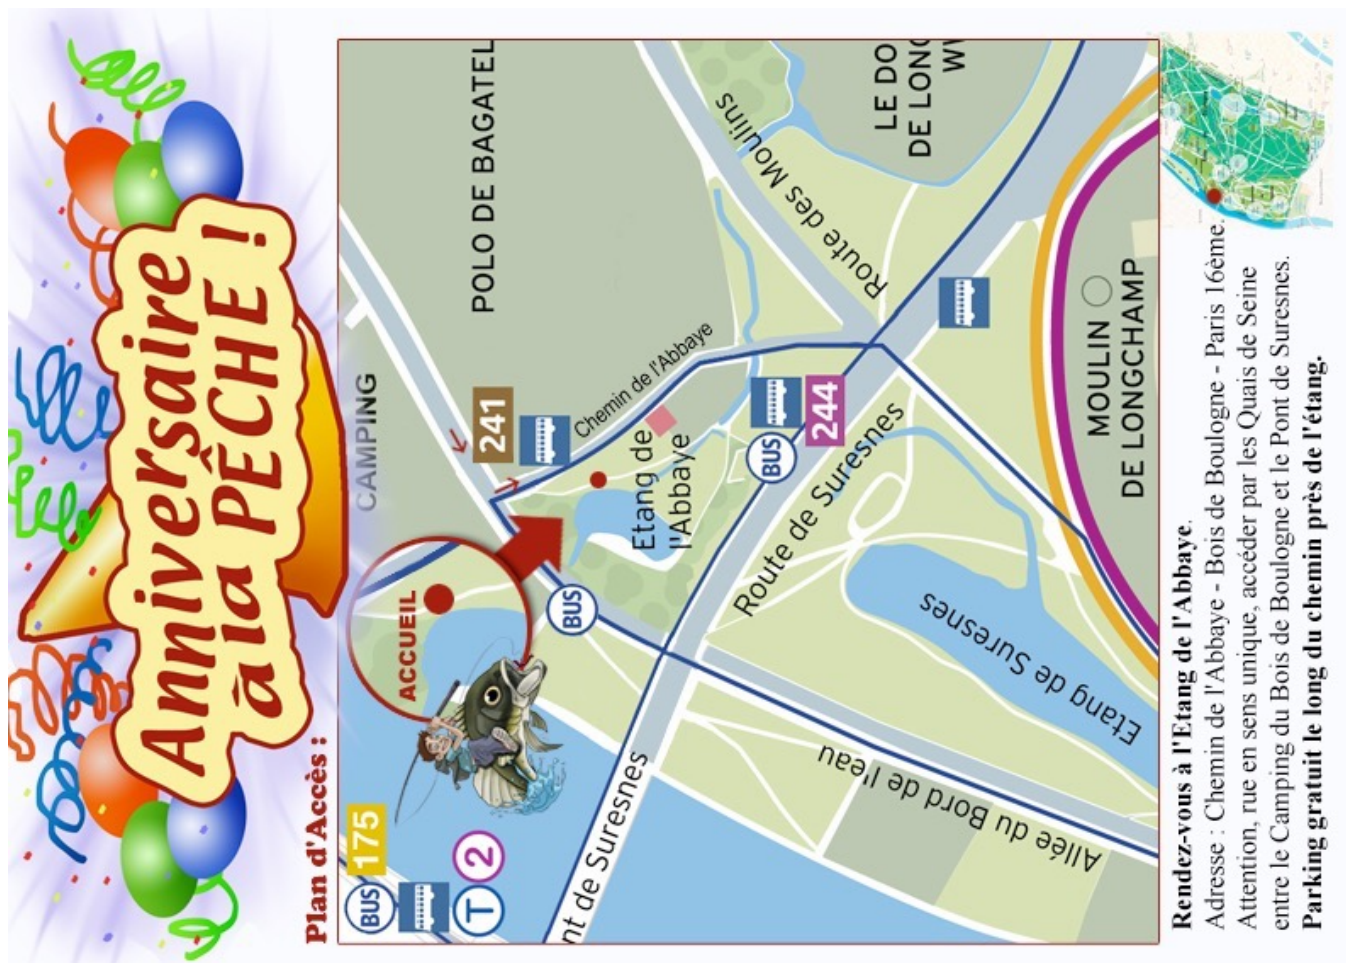 Anniversaire
à la PÊCHE !
Plan d'Accès :
CAMPING
POLO DE BAGATEL
LE DO
DE LONG
ACCUEIL
241
Chemin de l'Abbaye
Route des Moulins
Etang de
l'Abbaye
BUS
175
BUS
T
2
BUS
244
Route de Suresnes
nt de Suresnes
Etang de Suresnes
Allée du Bord de l'eau
MOULIN
DE LONGCHAMP
Rendez-vous à l'Etang de l'Abbaye.
Adresse : Chemin de l'Abbaye - Bois de Boulogne - Paris 16ème.
Attention, rue en sens unique, accéder par les Quais de Seine
entre le Camping du Bois de Boulogne et le Pont de Suresnes.
Parking gratuit le long du chemin près de l'étang.